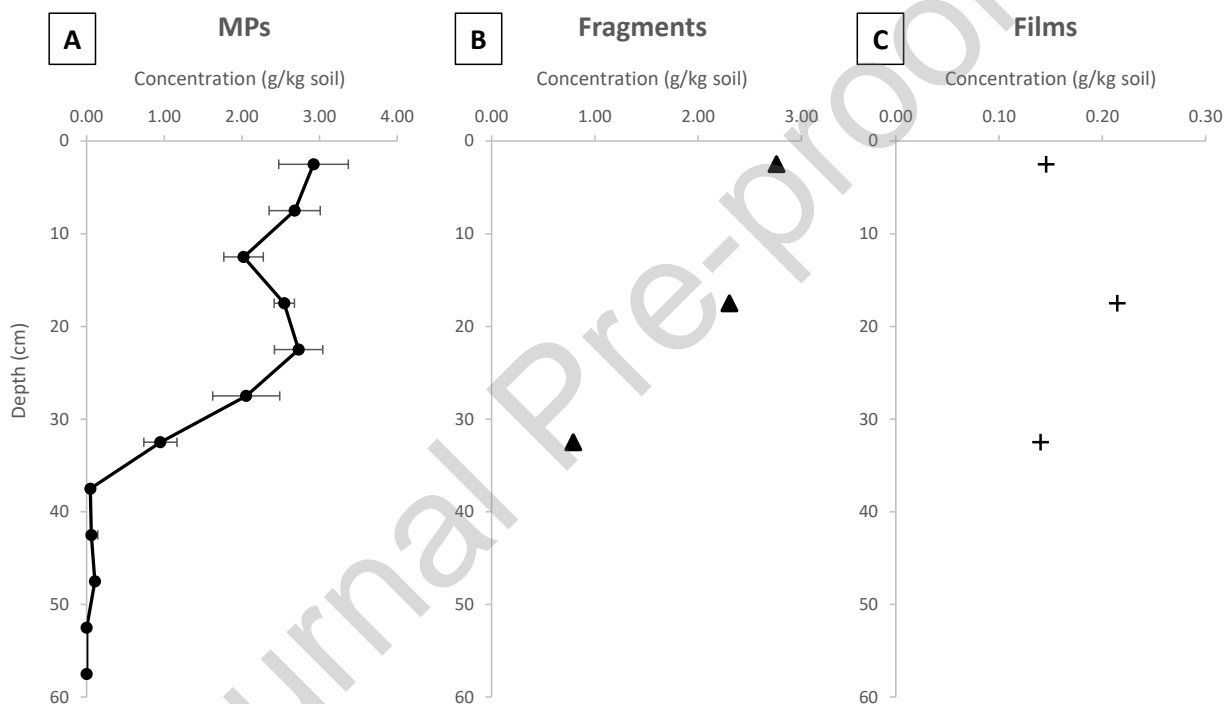 A
MPs
Concentration (g/kg soil)
0.00 1.00 2.00 3.00 4.00
0
10
20
30
40
50
60
Depth (cm)
B
Fragments
Concentration (g/kg soil)
0.00 1.00 2.00 3.00
0
10
20
30
40
50
60
C
Films
Concentration (g/kg soil)
0.00 0.10 0.20 0.30
0
10
20
30
40
50
60
urnal Pre-proo